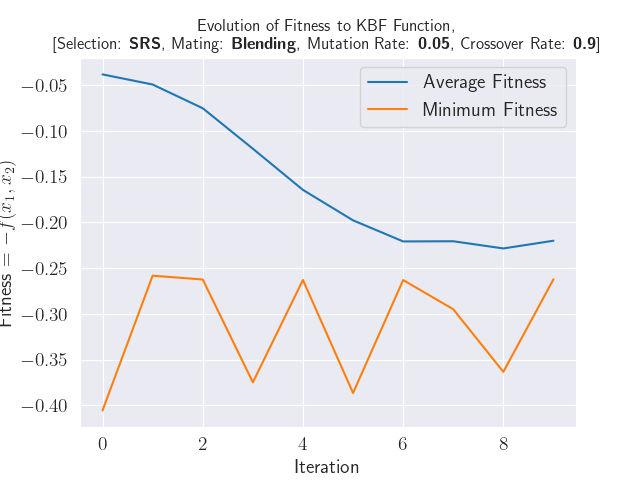 Evolution of Fitness to KBF Function,
[Selection: SRS, Mating: Blending, Mutation Rate: 0.05, Crossover Rate: 0.9]
Average Fitness
Minimum Fitness
−0.05
−0.10
−0.15
−0.20
−0.25
−0.30
−0.35
−0.40
Fitness = −f(x₁, x₂)
0 2 4 6 8
Iteration